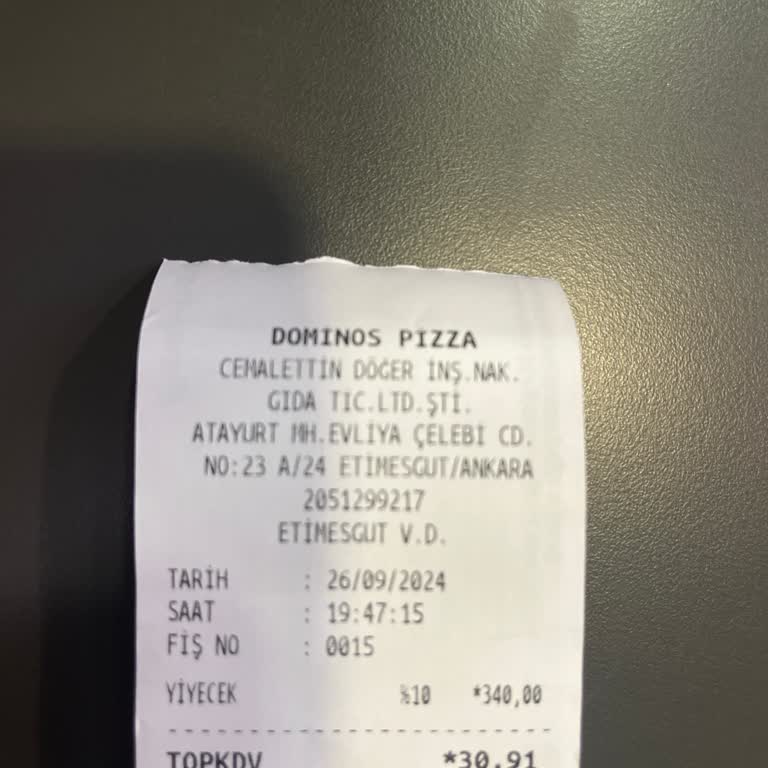 DOMINOS PIZZA
CEMALETTİN DÖĞER İNŞ.NAK.
GIDA TIC.LTD.ŞTİ.
ATAYURT MH.EVLİYA ÇELEBİ CD.
NO:23 A/24 ETİMESGUT/ANKARA
2051299217
ETİMESGUT V.D.
TARİH : 26/09/2024
SAAT : 19:47:15
FİŞ NO : 0015
YİYECEK %10 *340,00
TOPKDV *30,91